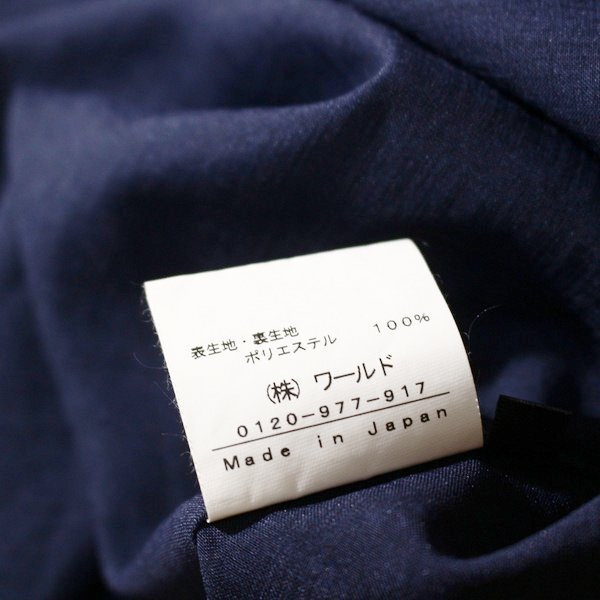 表生地・裏生地
ポリエステル 100%
(株)ワールド
0120-977-917
Made in Japan